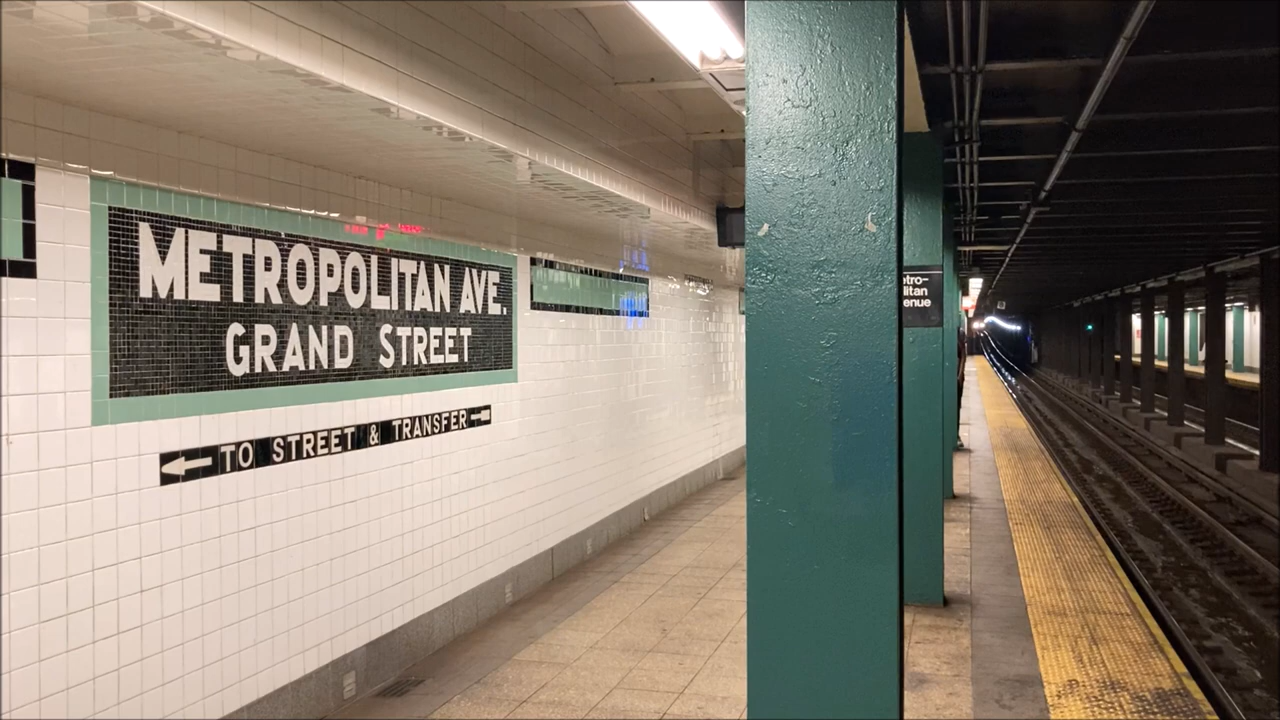 METROPOLITAN AVE.
GRAND STREET
TO STREET & TRANSFER
etro-
litan
enue